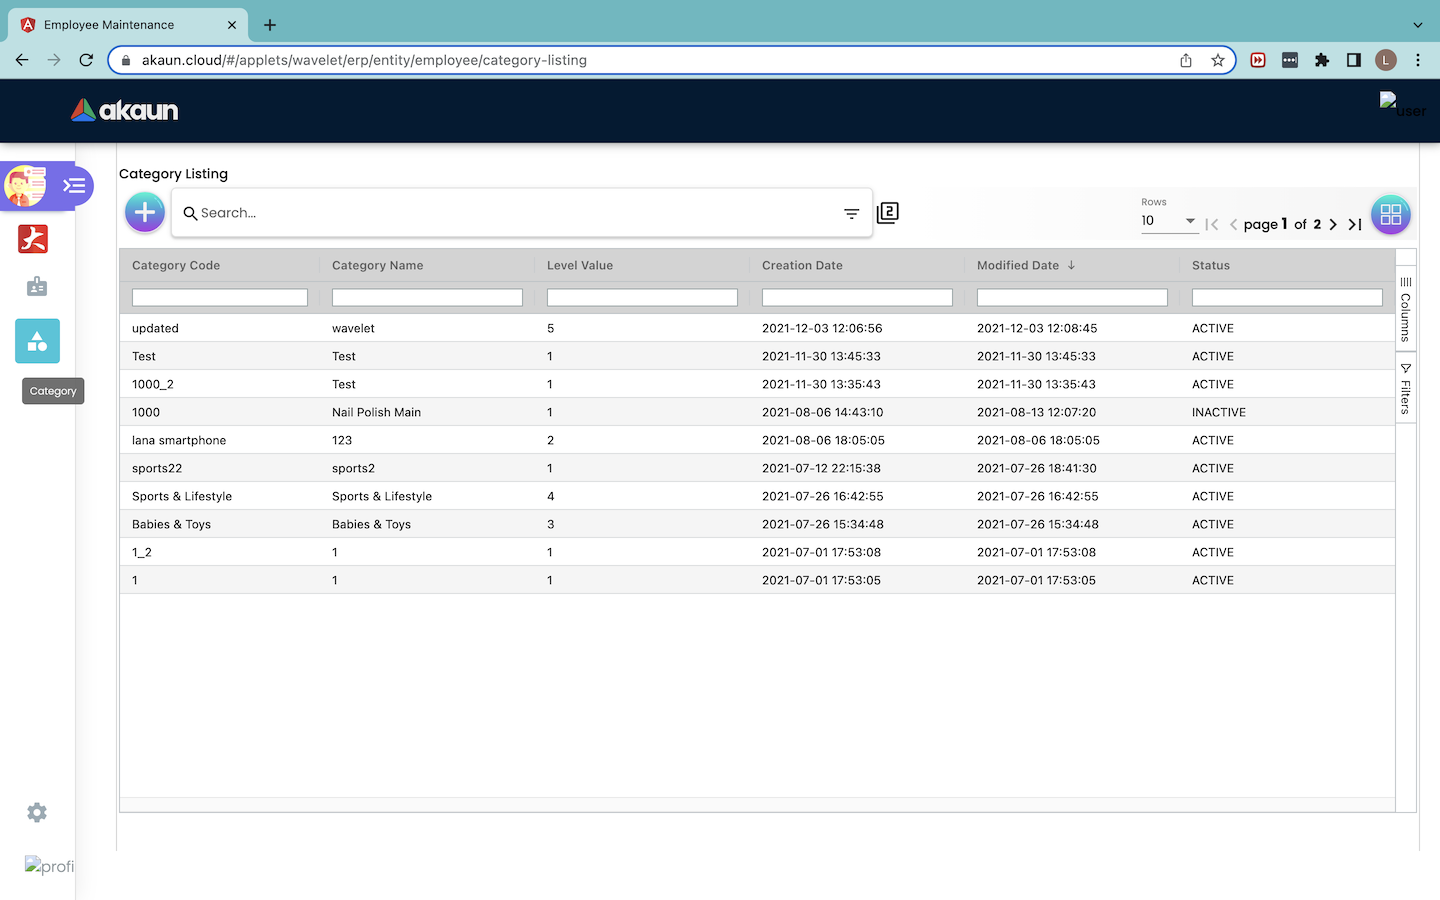 Employee Maintenance
akaun.cloud/#/applets/wavelet/erp/entity/employee/category-listing
L
akaun
user
Category Listing
Search...
2
Rows
10
page 1 of 2
Category Code Category Name Level Value Creation Date Modified Date Status
updated wavelet 5 2021-12-03 12:06:56 2021-12-03 12:08:45 ACTIVE
Test Test 1 2021-11-30 13:45:33 2021-11-30 13:45:33 ACTIVE
1000_2 Test 1 2021-11-30 13:35:43 2021-11-30 13:35:43 ACTIVE
1000 Nail Polish Main 1 2021-08-06 14:43:10 2021-08-13 12:07:20 INACTIVE
lana smartphone 123 2 2021-08-06 18:05:05 2021-08-06 18:05:05 ACTIVE
sports22 sports2 1 2021-07-12 22:15:38 2021-07-26 18:41:30 ACTIVE
Sports & Lifestyle Sports & Lifestyle 4 2021-07-26 16:42:55 2021-07-26 16:42:55 ACTIVE
Babies & Toys Babies & Toys 3 2021-07-26 15:34:48 2021-07-26 15:34:48 ACTIVE
1_2 1 1 2021-07-01 17:53:08 2021-07-01 17:53:08 ACTIVE
1 1 1 2021-07-01 17:53:05 2021-07-01 17:53:05 ACTIVE
Columns
Filters
Category
profi